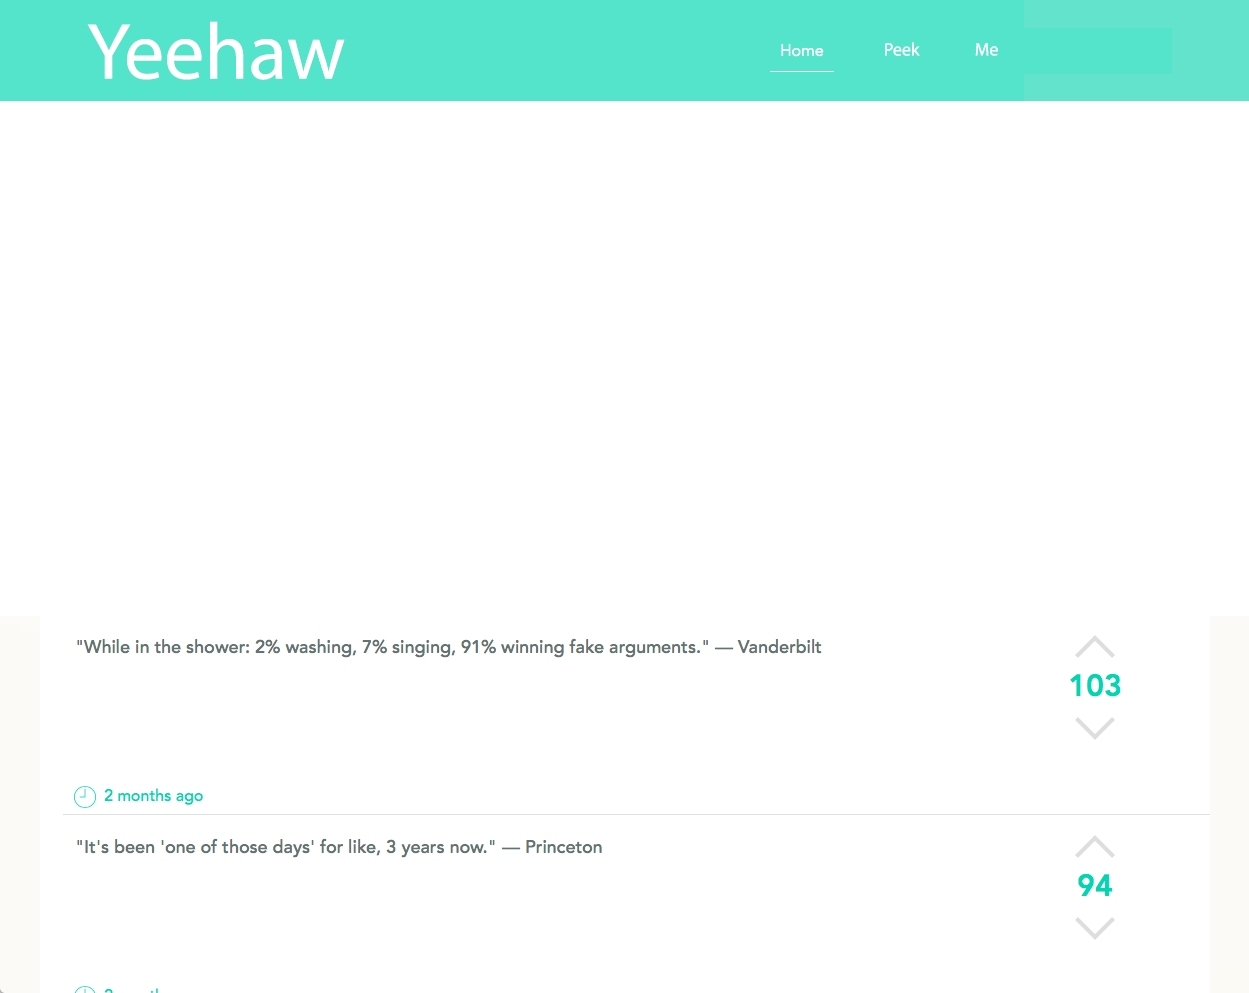 Yeehaw
Home Peek Me
"While in the shower: 2% washing, 7% singing, 91% winning fake arguments." — Vanderbilt
103
2 months ago
"It's been 'one of those days' for like, 3 years now." — Princeton
94